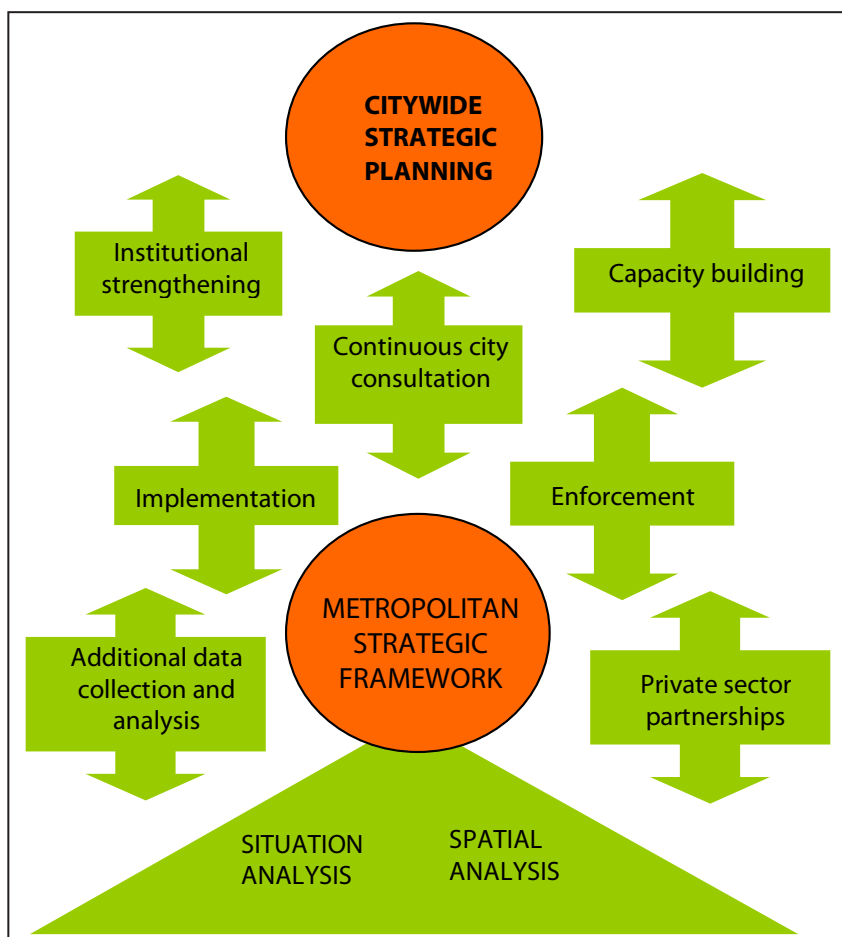 CITYWIDE
STRATEGIC
PLANNING
Institutional
strengthening
Capacity building
Continuous city
consultation
Implementation
Enforcement
METROPOLITAN
STRATEGIC
FRAMEWORK
Additional data
collection and
analysis
Private sector
partnerships
SITUATION
ANALYSIS
SPATIAL
ANALYSIS